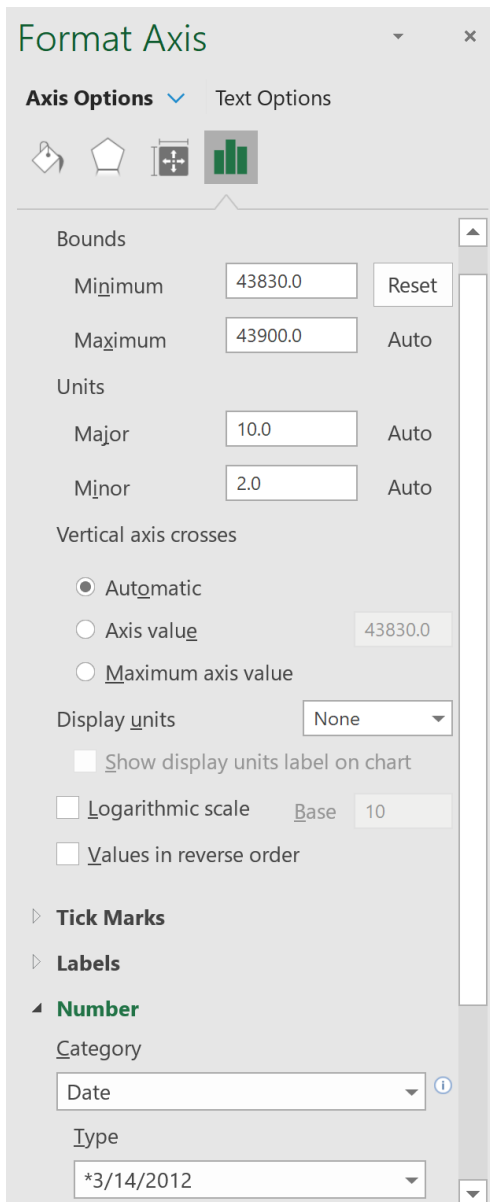 Format Axis
Axis Options Text Options
Bounds
Minimum 43830.0 Reset
Maximum 43900.0 Auto
Units
Major 10.0 Auto
Minor 2.0 Auto
Vertical axis crosses
Automatic
Axis value 43830.0
Maximum axis value
Display units None
Show display units label on chart
Logarithmic scale Base 10
Values in reverse order
Tick Marks
Labels
Number
Category
Date
Type
*3/14/2012